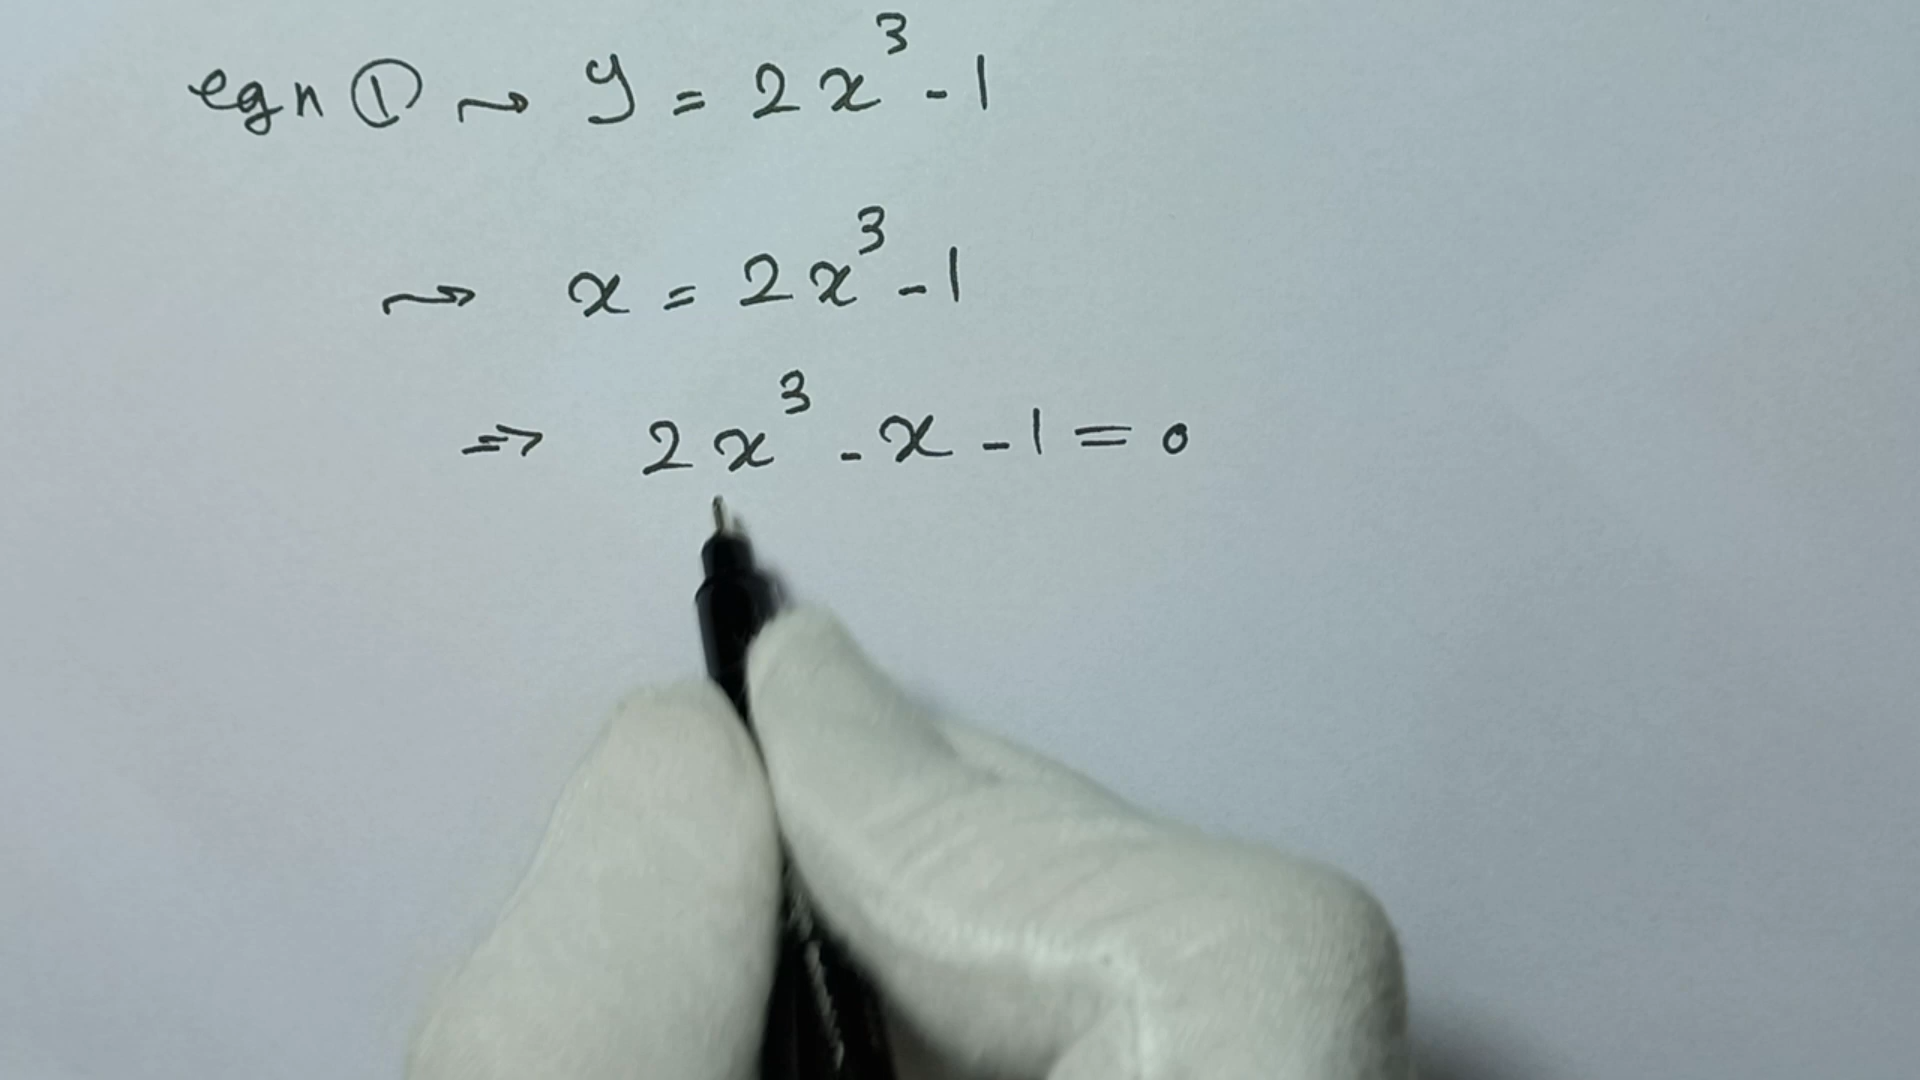 eqn ① ⇝ y = 2x³ - 1
⇝ x = 2x³ - 1
⇒ 2x³ - x - 1 = 0